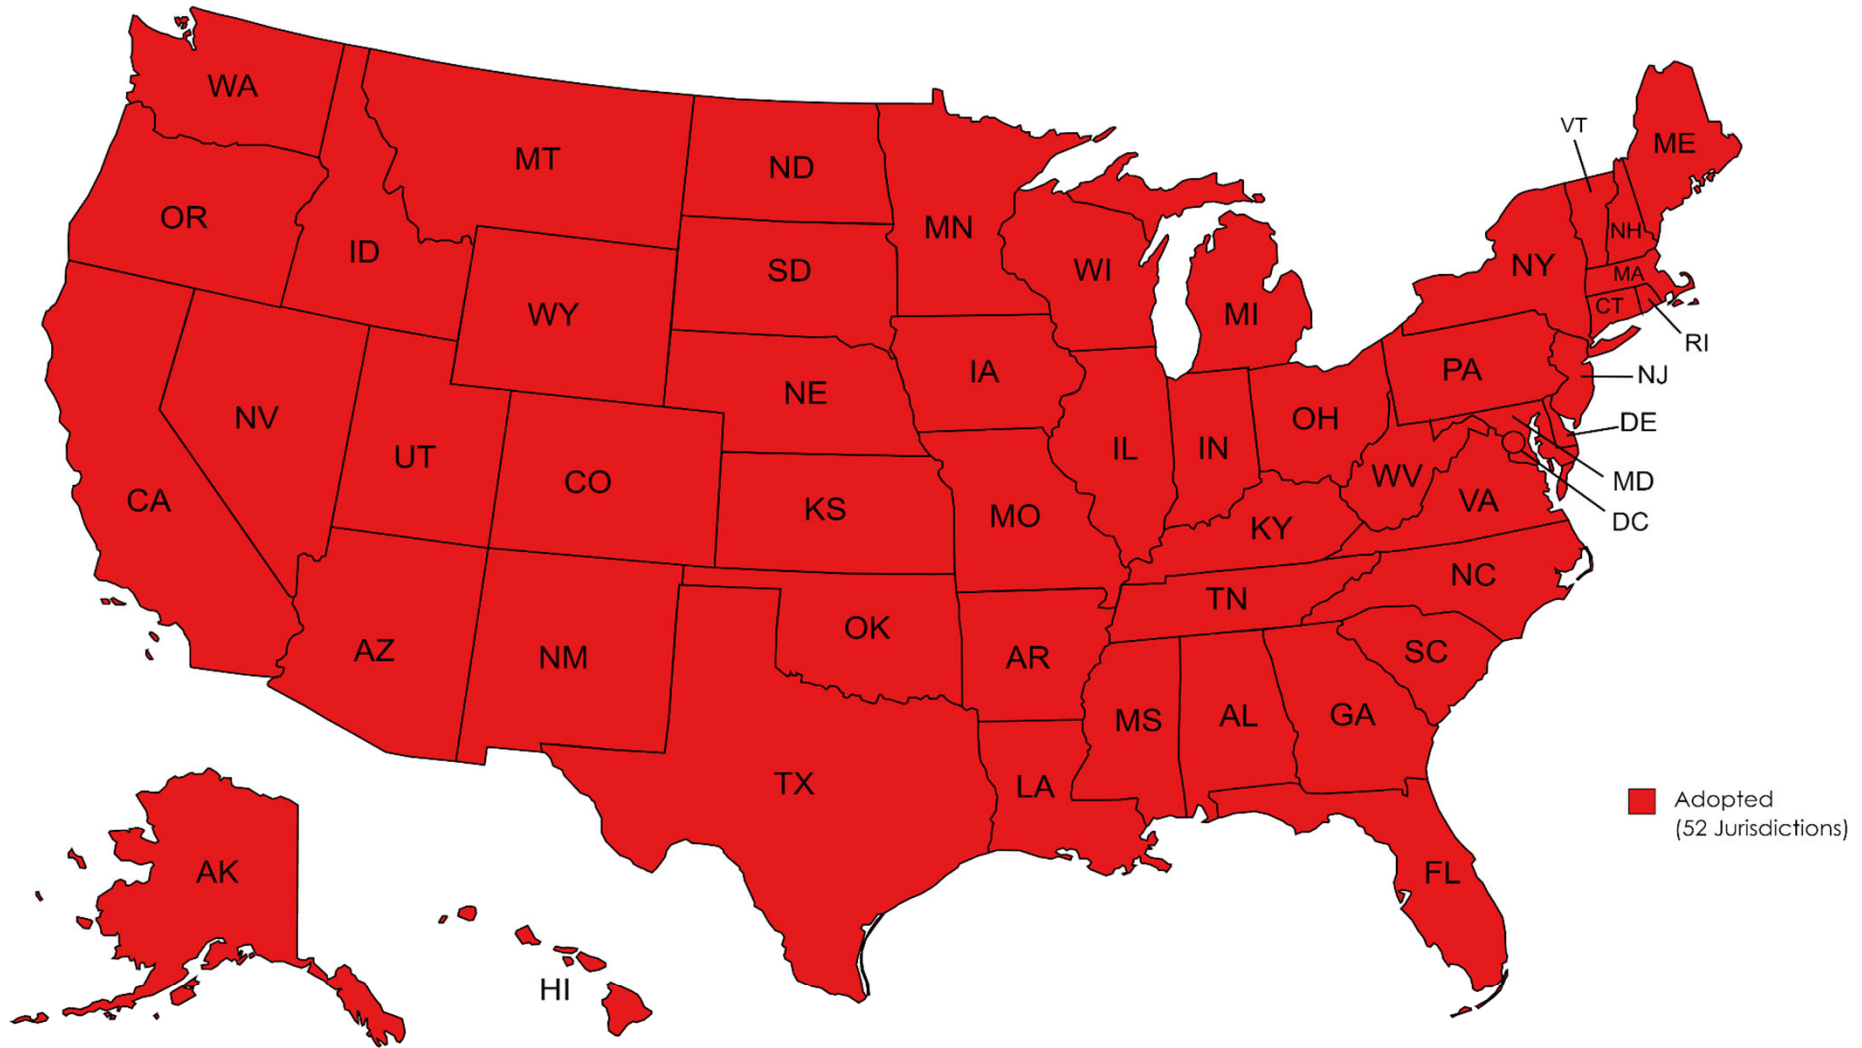 WA
MT
ND
MN
VT
ME
OR
ID
SD
WI
NY
NH
MA
CT
RI
WY
MI
IA
PA
NJ
NE
OH
DE
NV
UT
CO
IL
IN
WV
MD
CA
KS
MO
KY
VA
DC
AZ
NM
OK
AR
TN
NC
SC
TX
LA
MS
AL
GA
FL
AK
HI
Adopted
(52 Jurisdictions)